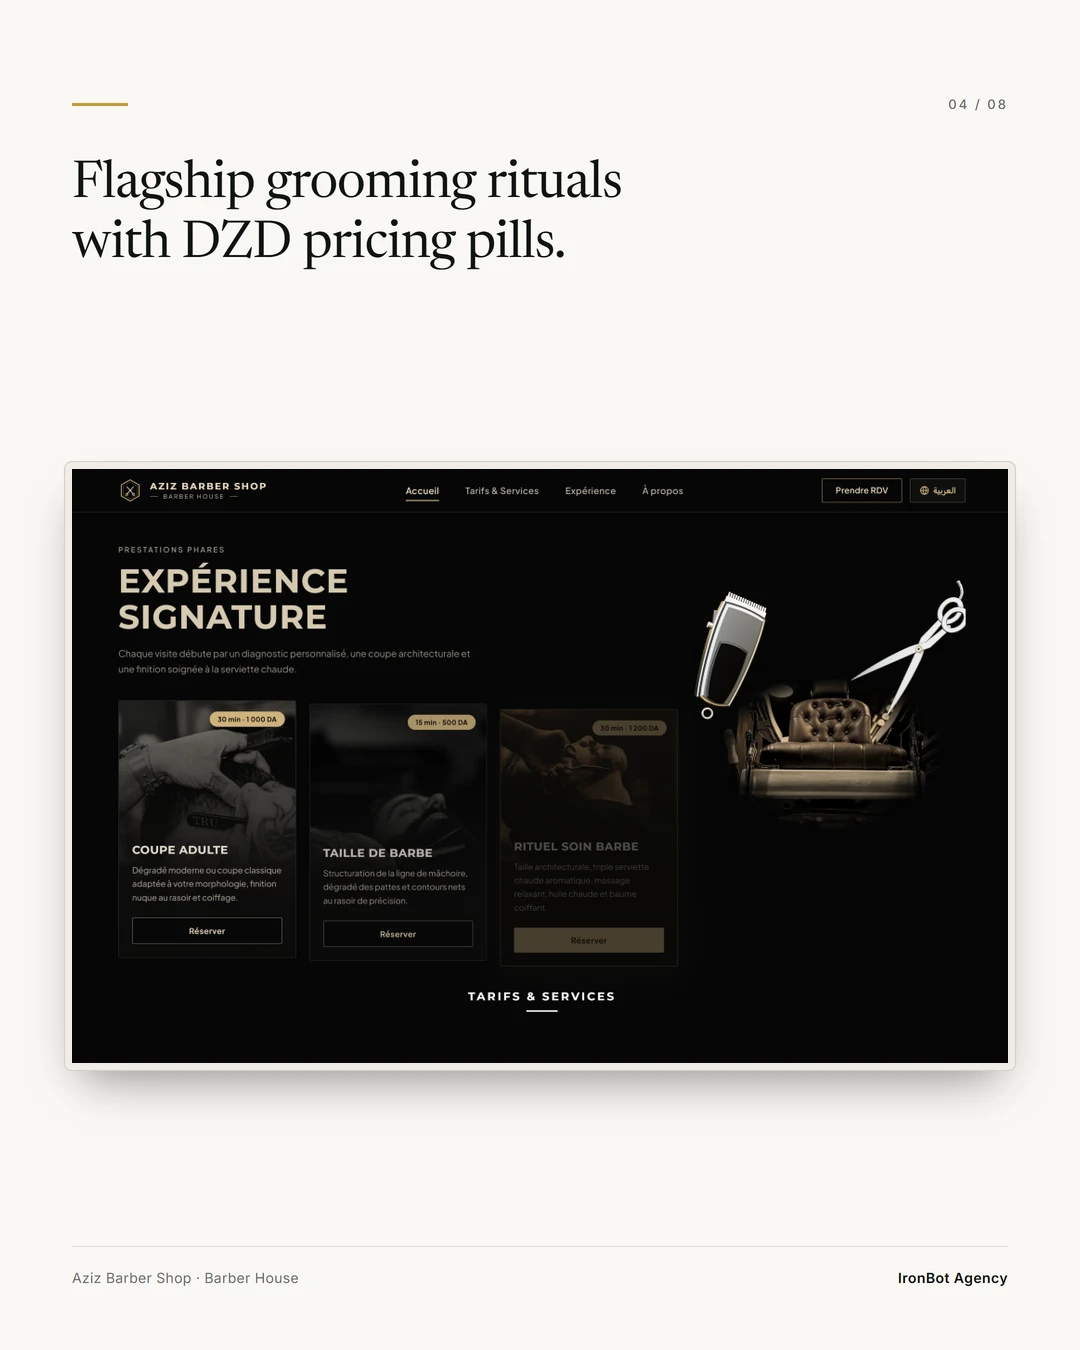 04 / 08
Flagship grooming rituals
with DZD pricing pills.
AZIZ BARBER SHOP
— BARBER HOUSE —
Accueil
Tarifs & Services
Expérience
À propos
Prendre RDV
العربية
PRESTATIONS PHARES
EXPÉRIENCE
SIGNATURE
Chaque visite débute par un diagnostic personnalisé, une coupe architecturale et
une finition soignée à la serviette chaude.
30 min · 1 000 DA
COUPE ADULTE
Dégradé moderne ou coupe classique
adaptée à votre morphologie, finition
nuque au rasoir et coiffage.
Réserver
15 min · 500 DA
TAILLE DE BARBE
Structuration de la ligne de mâchoire,
dégradé des pattes et contours nets
au rasoir de précision.
Réserver
30 min · 1 200 DA
RITUEL SOIN BARBE
Taille architecturale, triple serviette
chaude aromatique, massage
relaxant, huile chaude et baume
coiffant.
Réserver
TARIFS & SERVICES
Aziz Barber Shop · Barber House
IronBot Agency